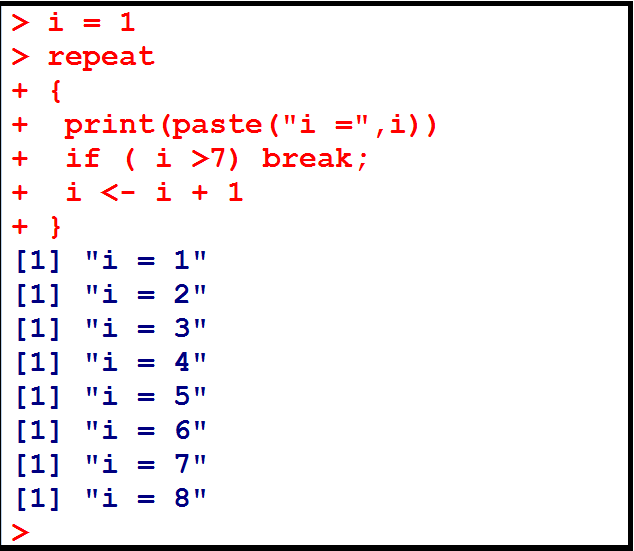 > i = 1
> repeat
+ {
+  print(paste("i =",i))
+  if ( i >7) break;
+  i <- i + 1
+ }
[1] "i = 1"
[1] "i = 2"
[1] "i = 3"
[1] "i = 4"
[1] "i = 5"
[1] "i = 6"
[1] "i = 7"
[1] "i = 8"
>